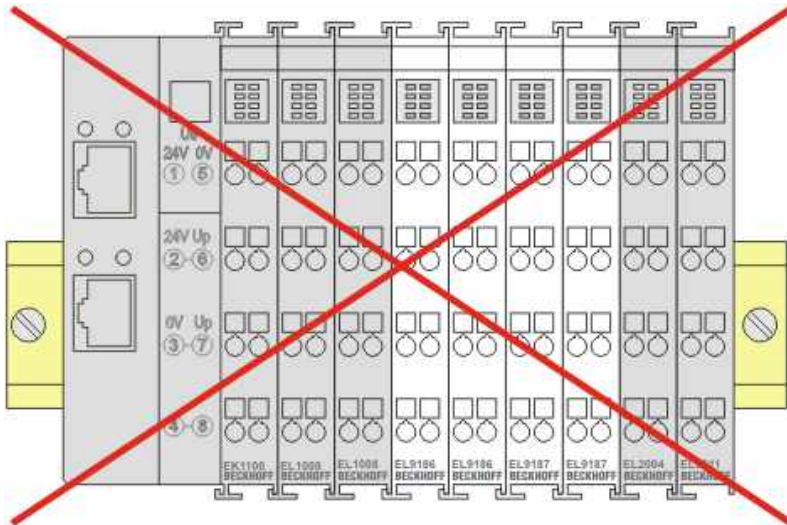 24V 0V
1 5
24V Up
2 6
0V Up
3 7
4 8
EK1100 EL1008 EL1008 EL9186 EL9186 EL9187 EL9187 EL2004
BECKHOFF BECKHOFF BECKHOFF BECKHOFF BECKHOFF BECKHOFF BECKHOFF BECKHOFF BECKHOFF